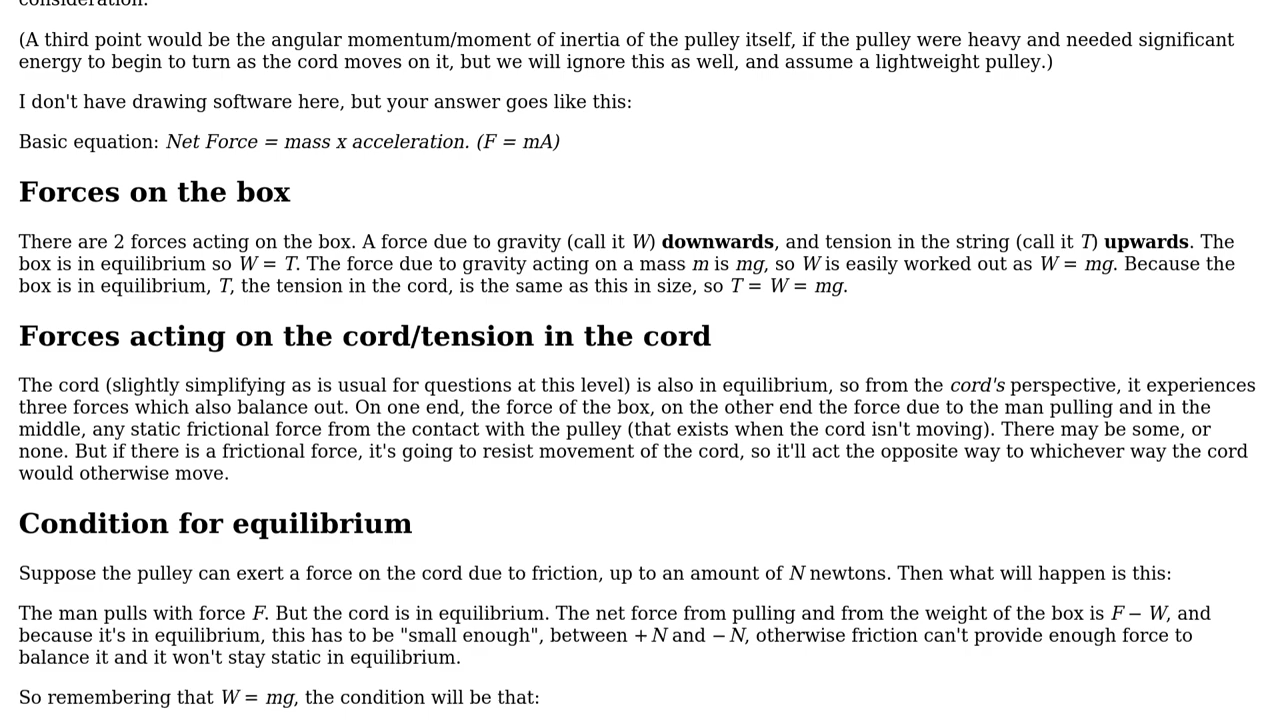 consideration.
(A third point would be the angular momentum/moment of inertia of the pulley itself, if the pulley were heavy and needed significant
energy to begin to turn as the cord moves on it, but we will ignore this as well, and assume a lightweight pulley.)
I don't have drawing software here, but your answer goes like this:
Basic equation: Net Force = mass x acceleration. (F = mA)
Forces on the box
There are 2 forces acting on the box. A force due to gravity (call it W) downwards, and tension in the string (call it T) upwards. The
box is in equilibrium so W = T. The force due to gravity acting on a mass m is mg, so W is easily worked out as W = mg. Because the
box is in equilibrium, T, the tension in the cord, is the same as this in size, so T = W = mg.
Forces acting on the cord/tension in the cord
The cord (slightly simplifying as is usual for questions at this level) is also in equilibrium, so from the cord's perspective, it experiences
three forces which also balance out. On one end, the force of the box, on the other end the force due to the man pulling and in the
middle, any static frictional force from the contact with the pulley (that exists when the cord isn't moving). There may be some, or
none. But if there is a frictional force, it's going to resist movement of the cord, so it'll act the opposite way to whichever way the cord
would otherwise move.
Condition for equilibrium
Suppose the pulley can exert a force on the cord due to friction, up to an amount of N newtons. Then what will happen is this:
The man pulls with force F. But the cord is in equilibrium. The net force from pulling and from the weight of the box is F − W, and
because it's in equilibrium, this has to be "small enough", between +N and −N, otherwise friction can't provide enough force to
balance it and it won't stay static in equilibrium.
So remembering that W = mg, the condition will be that: